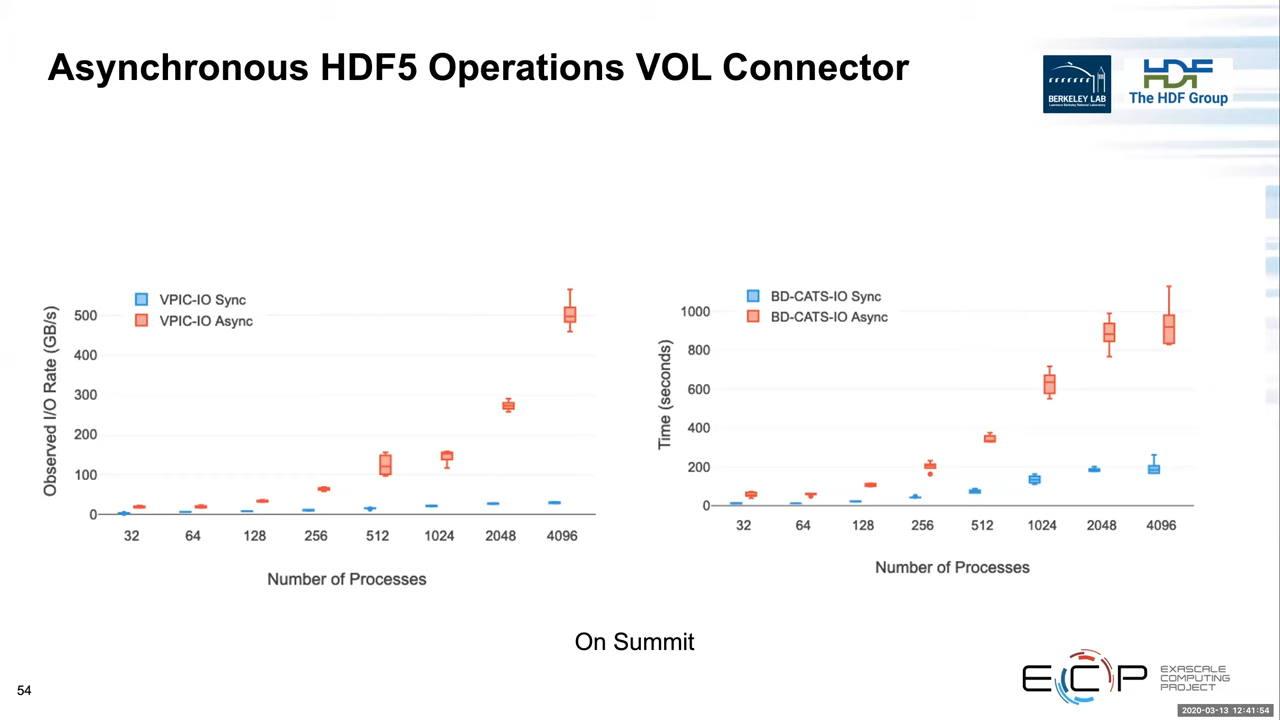 Asynchronous HDF5 Operations VOL Connector
BERKELEY LAB
HDF
The HDF Group
VPIC-IO Sync
VPIC-IO Async
Observed I/O Rate (GB/s)
500
400
300
200
100
0
32 64 128 256 512 1024 2048 4096
Number of Processes
BD-CATS-IO Sync
BD-CATS-IO Async
Time (seconds)
1000
800
600
400
200
0
32 64 128 256 512 1024 2048 4096
Number of Processes
On Summit
54
ECP
EXASCALE
COMPUTING
PROJECT
2020-03-13 12:41:54